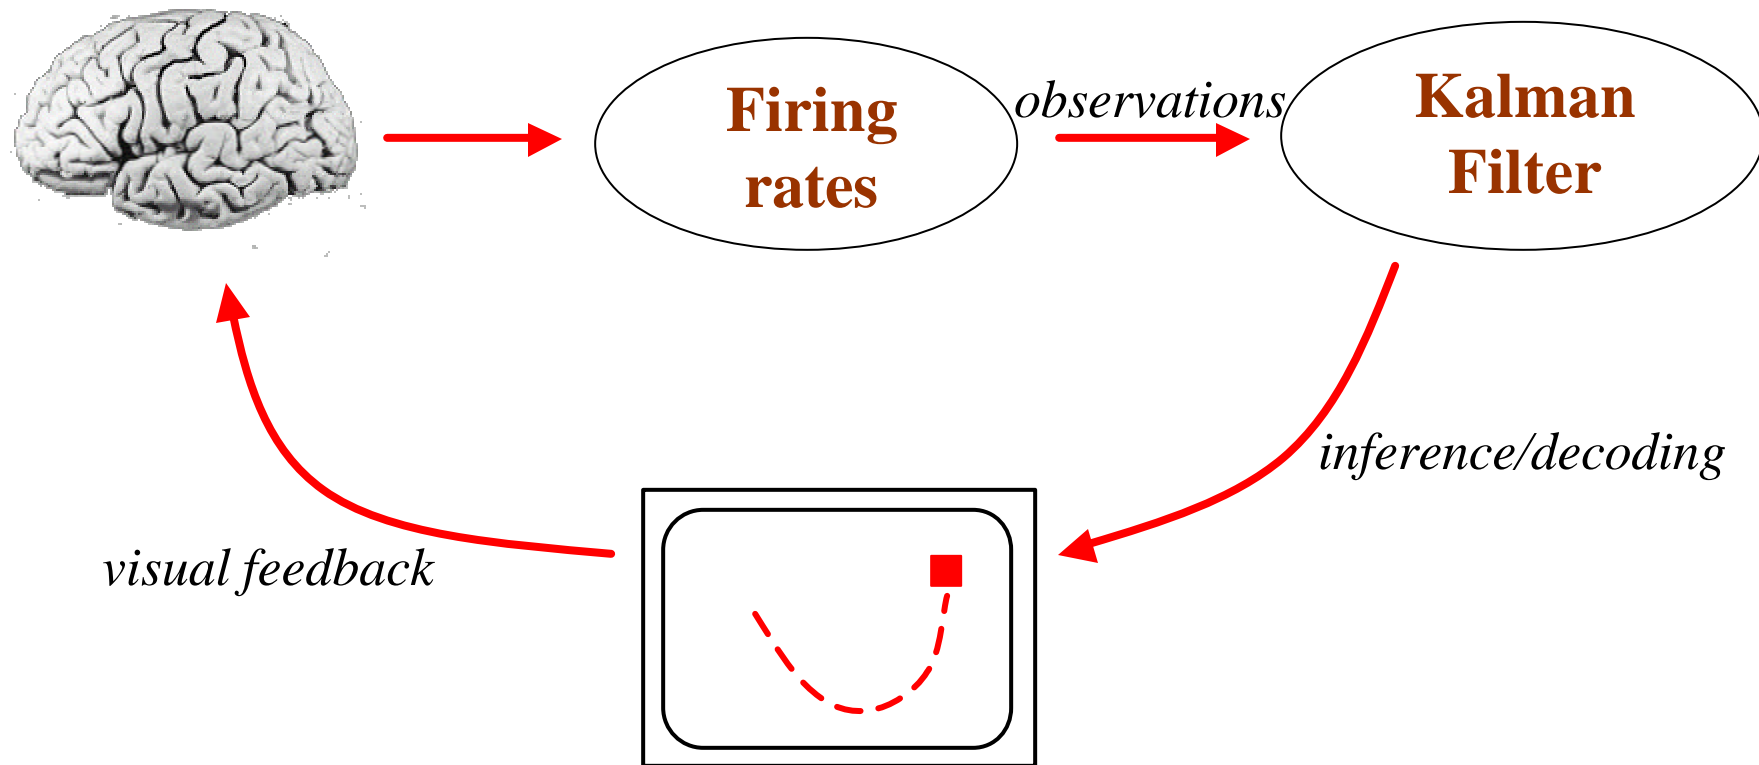 Firing
rates
observations
Kalman
Filter
inference/decoding
visual feedback